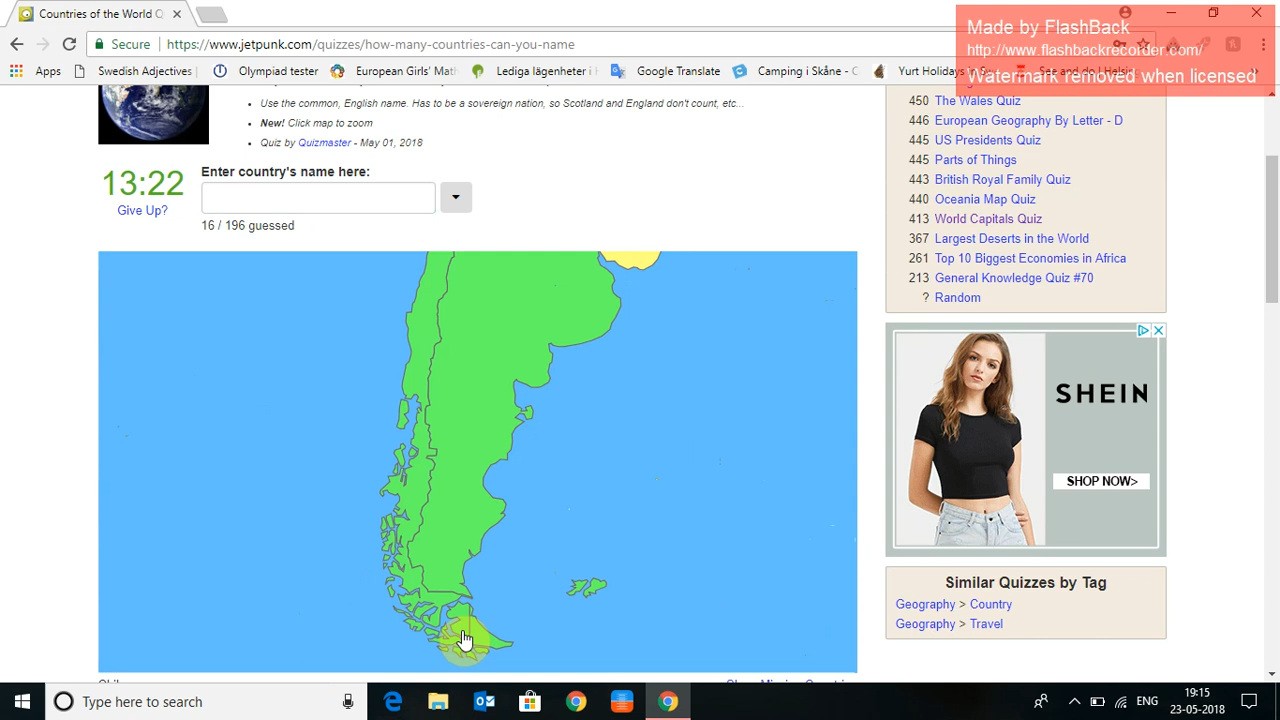 Countries of the World Q
Made by FlashBack
http://www.flashbackrecorder.com/
Watermark removed when licensed
Secure
https://www.jetpunk.com/quizzes/how-many-countries-can-you-name
Apps
Swedish Adjectives
Olympiad tester
European Girls' Mat
Lediga lägenheter i
Google Translate
Camping i Skåne - C
Yurt Holidays in S
See and do | Helsin
Use the common, English name. Has to be a sovereign nation, so Scotland and England don't count, etc...
New! Click map to zoom
Quiz by Quizmaster - May 01, 2018
13:22
Give Up?
Enter country's name here:
16 / 196 guessed
450 The Wales Quiz
446 European Geography By Letter - D
445 US Presidents Quiz
445 Parts of Things
443 British Royal Family Quiz
440 Oceania Map Quiz
413 World Capitals Quiz
367 Largest Deserts in the World
261 Top 10 Biggest Economies in Africa
213 General Knowledge Quiz #70
? Random
SHEIN
SHOP NOW>
Similar Quizzes by Tag
Geography > Country
Geography > Travel
Type here to search
ENG
19:15
23-05-2018